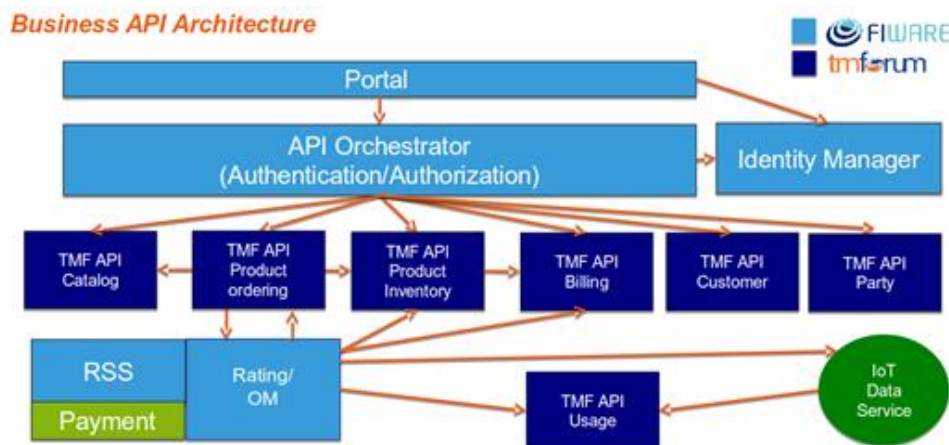 Business API Architecture
FIWARE
tmforum
Portal
API Orchestrator
(Authentication/Authorization)
Identity Manager
TMF API
Catalog
TMF API
Product
ordering
TMF API
Product
Inventory
TMF API
Billing
TMF API
Customer
TMF API
Party
RSS
Payment
Rating/
OM
TMF API
Usage
IoT
Data
Service